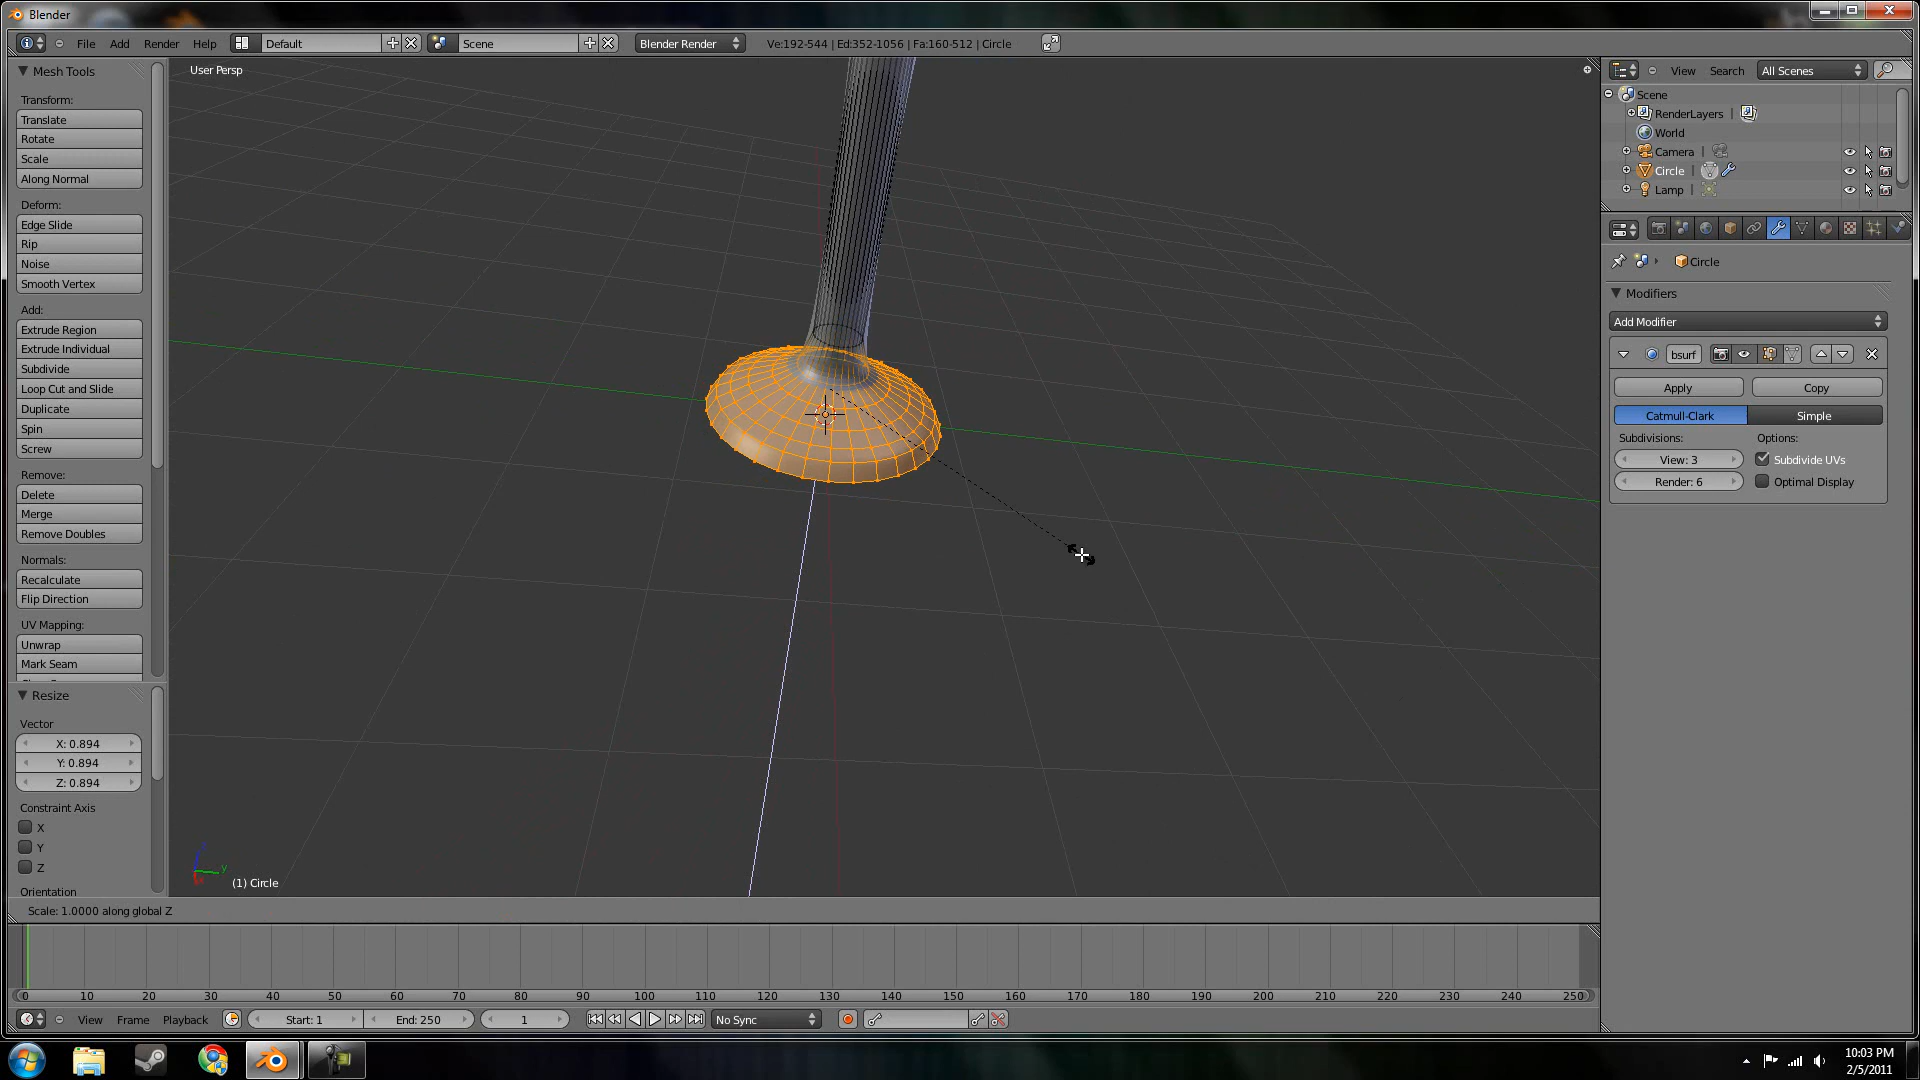 Blender
File Add Render Help Default Scene Blender Render Ve:192-544 | Ed:352-1056 | Fa:160-512 | Circle
Mesh Tools
Transform:
Translate
Rotate
Scale
Along Normal
Deform:
Edge Slide
Rip
Noise
Smooth Vertex
Add:
Extrude Region
Extrude Individual
Subdivide
Loop Cut and Slide
Duplicate
Spin
Screw
Remove:
Delete
Merge
Remove Doubles
Normals:
Recalculate
Flip Direction
UV Mapping:
Unwrap
Mark Seam
Resize
Vector
X: 0.894
Y: 0.894
Z: 0.894
Constraint Axis
X
Y
Z
Orientation
User Persp
y
(1) Circle
Scale: 1.0000 along global Z
View Search All Scenes
Scene
RenderLayers |
World
Camera |
Circle |
Lamp |
Circle
Modifiers
Add Modifier
bsurf
Apply Copy
Catmull-Clark Simple
Subdivisions: Options:
View: 3 Subdivide UVs
Render: 6 Optimal Display
0 10 20 30 40 50 60 70 80 90 100 110 120 130 140 150 160 170 180 190 200 210 220 230 240 250
View Frame Playback Start: 1 End: 250 1 No Sync
10:03 PM
2/5/2011